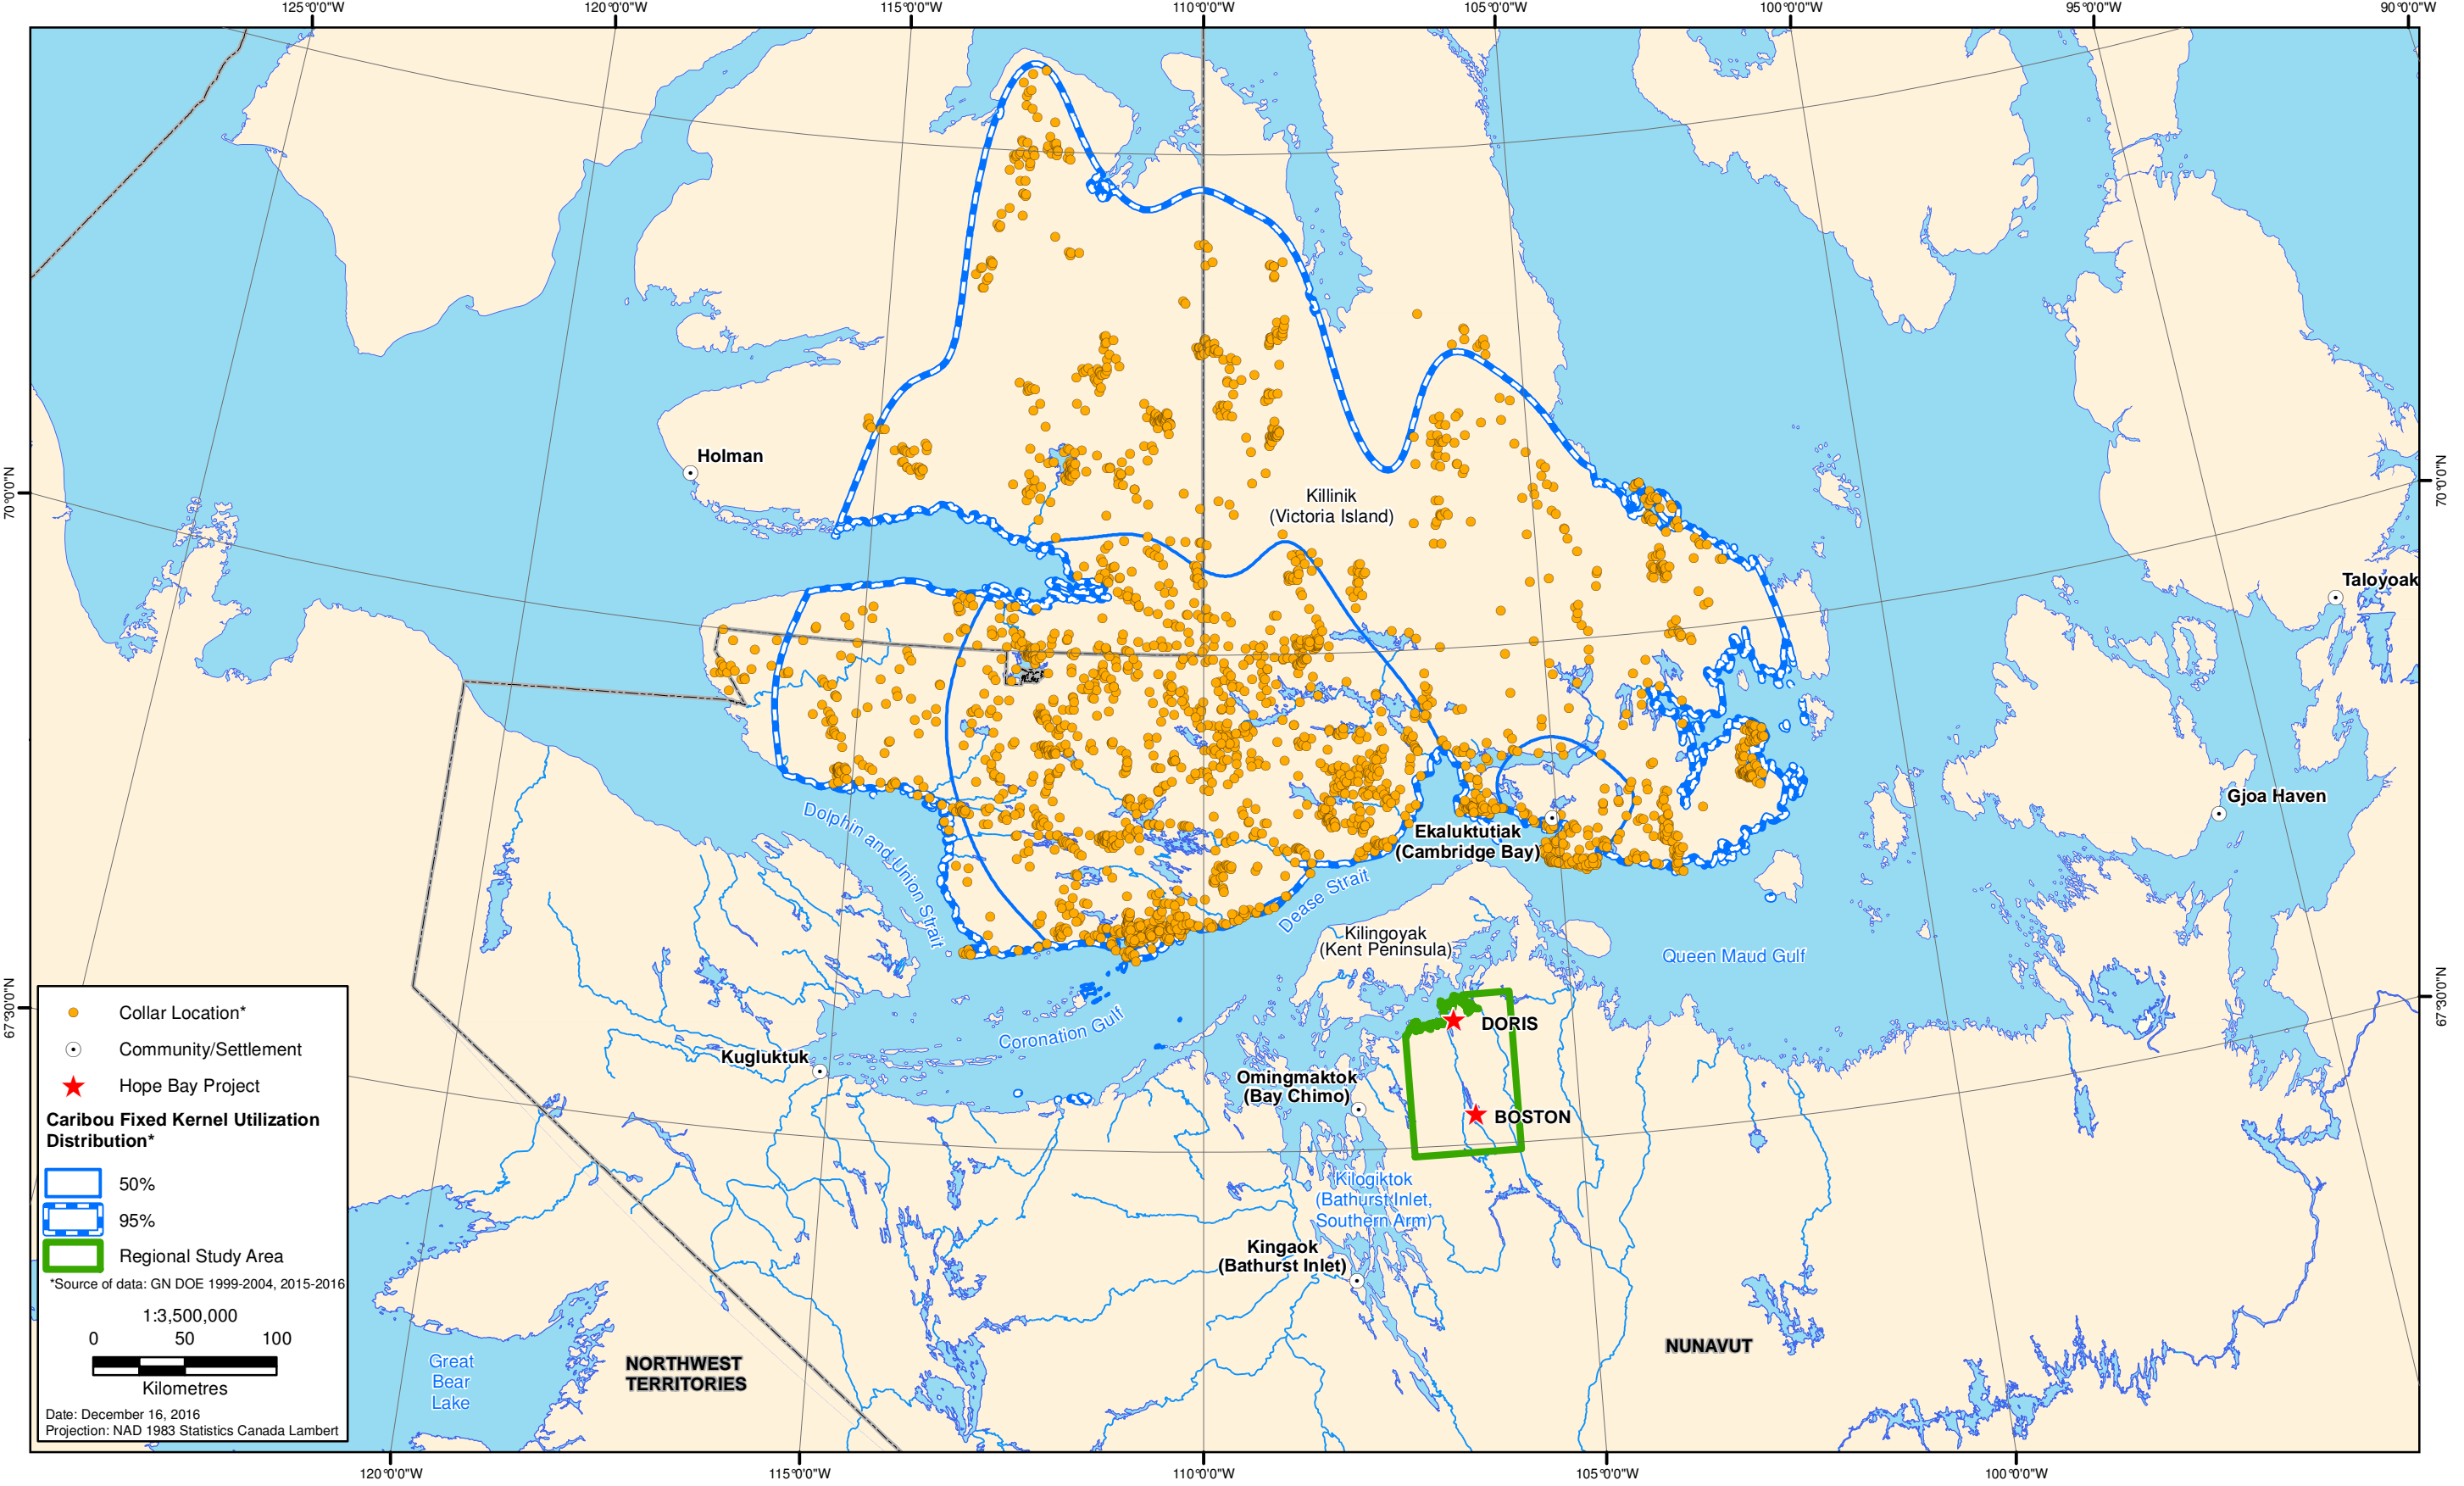 125°0'0"W
120°0'0"W
115°0'0"W
110°0'0"W
105°0'0"W
100°0'0"W
95°0'0"W
90°0'0"W
70°0'0"N
70°0'0"N
Holman
Killinik
(Victoria Island)
Taloyoak
Gjoa Haven
Dolphin and Union Strait
Ekaluktutiak
(Cambridge Bay)
Dease Strait
Kilingoyak
(Kent Peninsula)
Queen Maud Gulf
67°30'0"N
67°30'0"N
Coronation Gulf
DORIS
Kugluktuk
Omingmaktok
(Bay Chimo)
BOSTON
Kilogiktok
(Bathurst Inlet,
Southern Arm)
Kingaok
(Bathurst Inlet)
NUNAVUT
NORTHWEST
TERRITORIES
Great
Bear
Lake
Collar Location*
Community/Settlement
Hope Bay Project
Caribou Fixed Kernel Utilization
Distribution*
50%
95%
Regional Study Area
*Source of data: GN DOE 1999-2004, 2015-2016
1:3,500,000
0 50 100
Kilometres
Date: December 16, 2016
Projection: NAD 1983 Statistics Canada Lambert
120°0'0"W
115°0'0"W
110°0'0"W
105°0'0"W
100°0'0"W